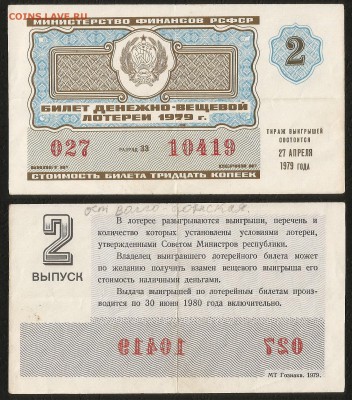 COINS.LAVE.RU
МИНИСТЕРСТВО ФИНАНСОВ РСФСР
2
БИЛЕТ ДЕНЕЖНО-ВЕЩЕВОЙ
ЛОТЕРЕИ 1979 г.
027 РАЗРЯД 33 10419
ТИРАЖ ВЫИГРЫШЕЙ
СОСТОИТСЯ
27 АПРЕЛЯ
1979 ГОДА
СТОИМОСТЬ БИЛЕТА ТРИДЦАТЬ КОПЕЕК
2
ВЫПУСК
В лотерее разыгрываются выигрыши, перечень и
количество которых установлены условиями лотереи,
утвержденными Советом Министров республики.
Владелец выигравшего лотерейного билета может
по желанию получить взамен вещевого выигрыша его
стоимость наличными деньгами.
Выдача выигрышей по лотерейным билетам произ-
водится по 30 июня 1980 года включительно.
10419 027
МТ Гознака. 1979.